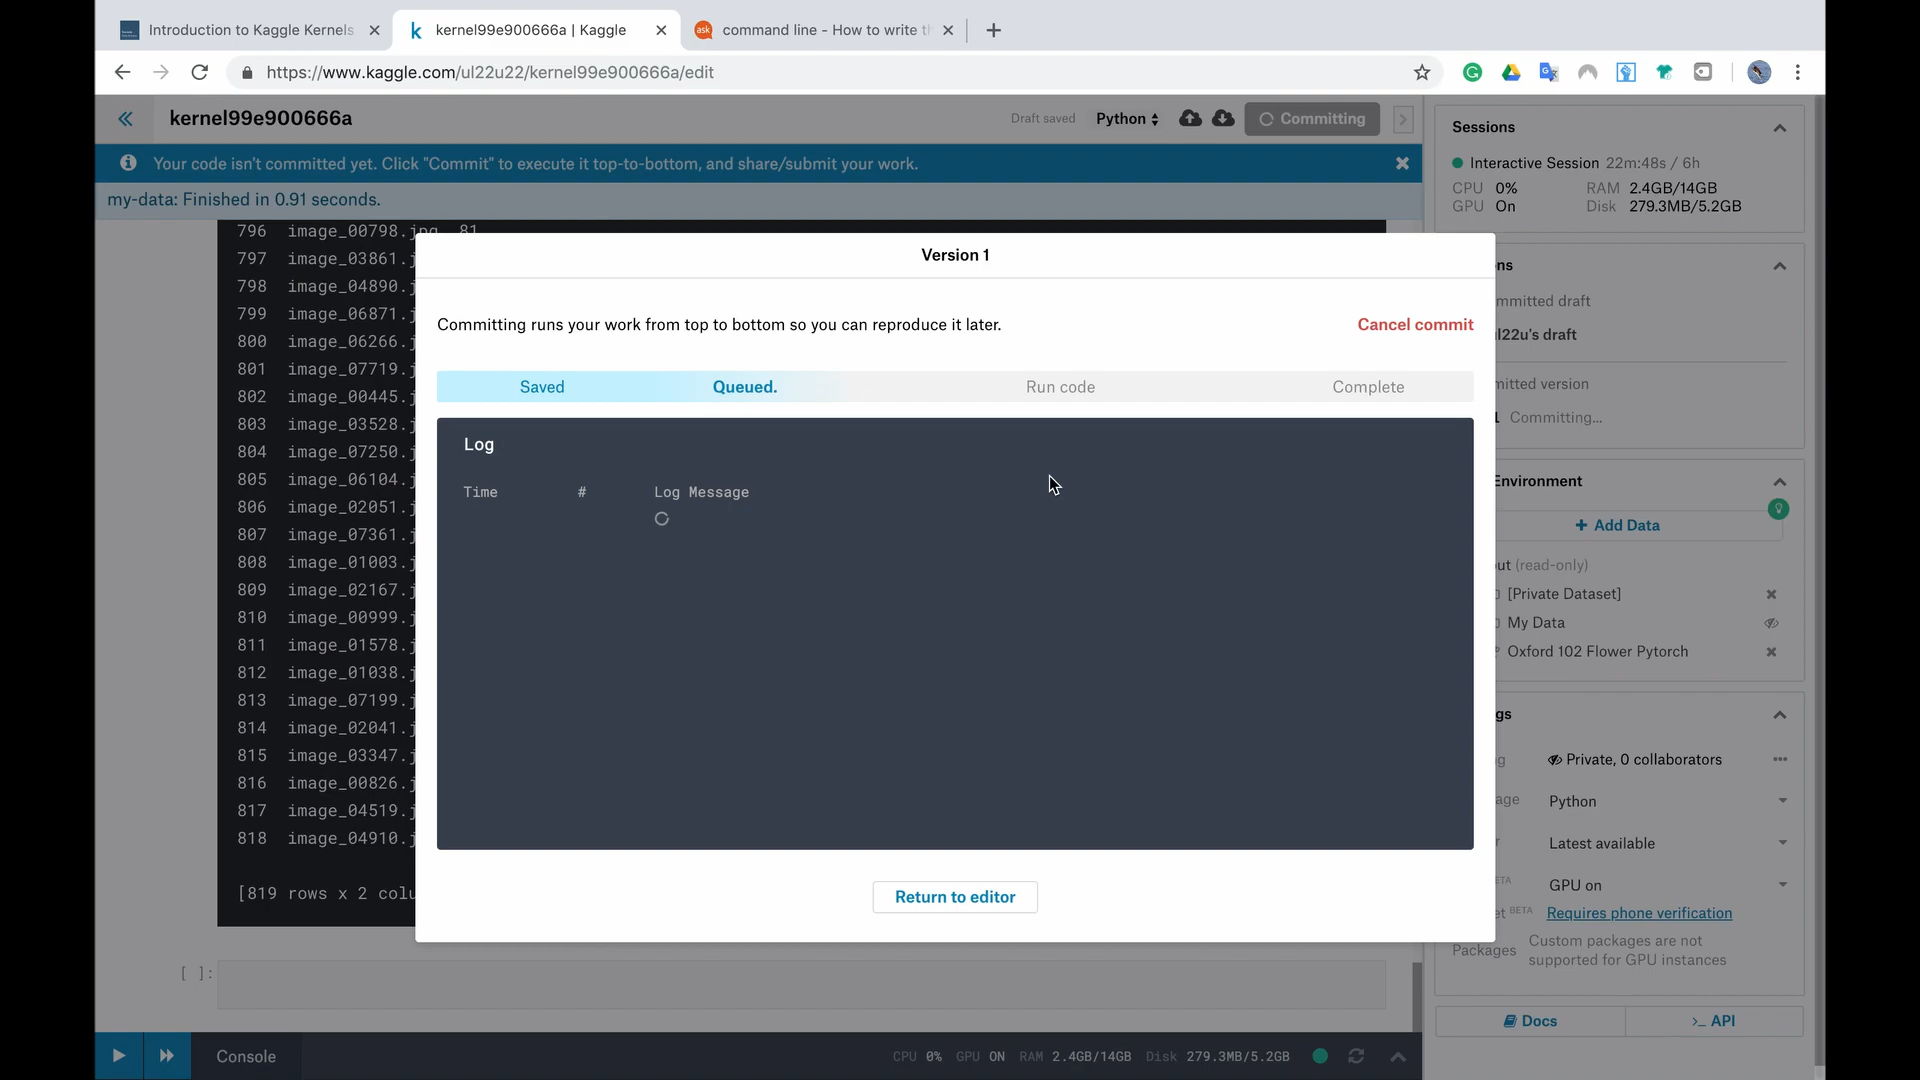 Introduction to Kaggle Kernels
kernel99e900666a | Kaggle
ask
command line - How to write th
https://www.kaggle.com/ul22u22/kernel99e900666a/edit
kernel99e900666a
Draft saved
Python
Committing
Your code isn't committed yet. Click "Commit" to execute it top-to-bottom, and share/submit your work.
my-data: Finished in 0.91 seconds.
796 image_00798.jpg 81
797 image_03861.j
798 image_04890.j
799 image_06871.j
800 image_06266.j
801 image_07719.j
802 image_00445.j
803 image_03528.j
804 image_07250.j
805 image_06104.j
806 image_02051.j
807 image_07361.j
808 image_01003.j
809 image_02167.j
810 image_00999.j
811 image_01578.j
812 image_01038.j
813 image_07199.j
814 image_02041.j
815 image_03347.j
816 image_00826.j
817 image_04519.j
818 image_04910.j
[819 rows x 2 colu
[ ]:
Version 1
Committing runs your work from top to bottom so you can reproduce it later.
Cancel commit
Saved
Queued.
Run code
Complete
Log
Time # Log Message
Return to editor
Sessions
Interactive Session 22m:48s / 6h
CPU 0% RAM 2.4GB/14GB
GPU On Disk 279.3MB/5.2GB
ns
mmitted draft
l22u's draft
mitted version
Committing...
Environment
+ Add Data
ut (read-only)
[Private Dataset]
My Data
Oxford 102 Flower Pytorch
gs
g Private, 0 collaborators
age Python
r Latest available
ETA GPU on
et BETA Requires phone verification
Packages Custom packages are not
supported for GPU instances
Docs
>_ API
Console
CPU 0% GPU ON RAM 2.4GB/14GB Disk 279.3MB/5.2GB